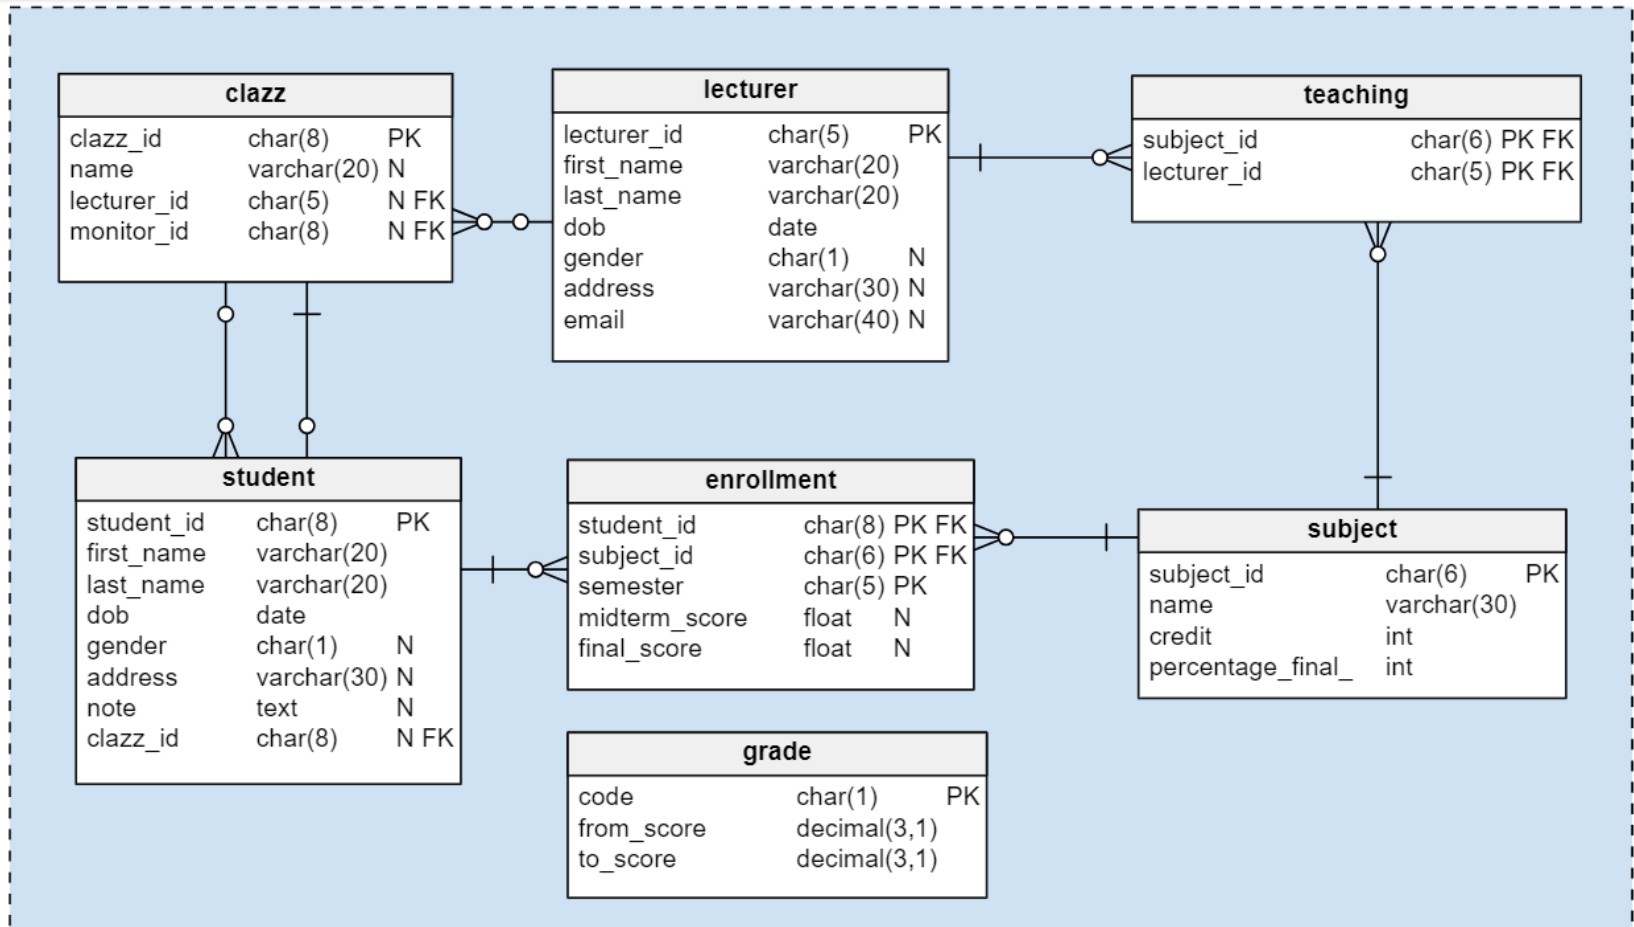 clazz
clazz_id char(8) PK
name varchar(20) N
lecturer_id char(5) N FK
monitor_id char(8) N FK
lecturer
lecturer_id char(5) PK
first_name varchar(20)
last_name varchar(20)
dob date
gender char(1) N
address varchar(30) N
email varchar(40) N
teaching
subject_id char(6) PK FK
lecturer_id char(5) PK FK
student
student_id char(8) PK
first_name varchar(20)
last_name varchar(20)
dob date
gender char(1) N
address varchar(30) N
note text N
clazz_id char(8) N FK
enrollment
student_id char(8) PK FK
subject_id char(6) PK FK
semester char(5) PK
midterm_score float N
final_score float N
subject
subject_id char(6) PK
name varchar(30)
credit int
percentage_final_ int
grade
code char(1) PK
from_score decimal(3,1)
to_score decimal(3,1)